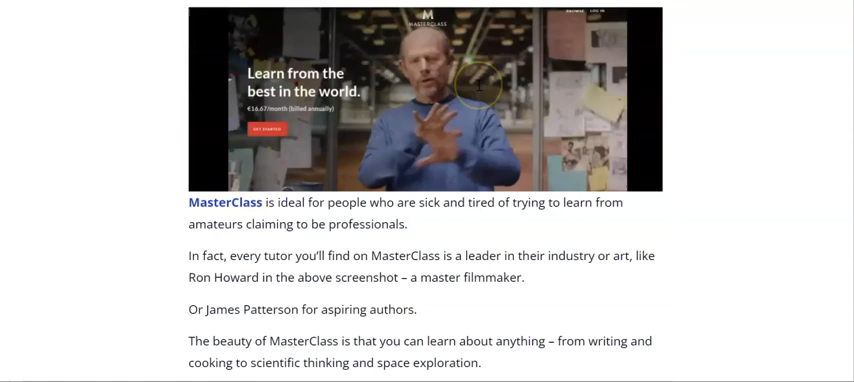 MASTERCLASS
BROWSE LOG IN
Learn from the
best in the world.
€16.67/month (billed annually)
GET STARTED
MasterClass is ideal for people who are sick and tired of trying to learn from
amateurs claiming to be professionals.
In fact, every tutor you’ll find on MasterClass is a leader in their industry or art, like
Ron Howard in the above screenshot – a master filmmaker.
Or James Patterson for aspiring authors.
The beauty of MasterClass is that you can learn about anything – from writing and
cooking to scientific thinking and space exploration.